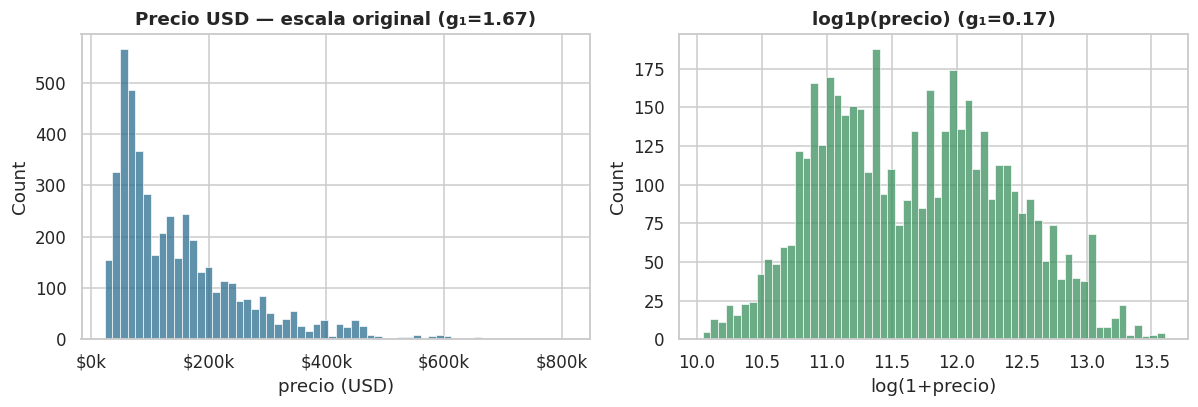 Precio USD — escala original (g₁=1.67)
Count
500
400
300
200
100
0
$0k $200k $400k $600k $800k
precio (USD)
log1p(precio) (g₁=0.17)
Count
175
150
125
100
75
50
25
0
10.0 10.5 11.0 11.5 12.0 12.5 13.0 13.5
log(1+precio)